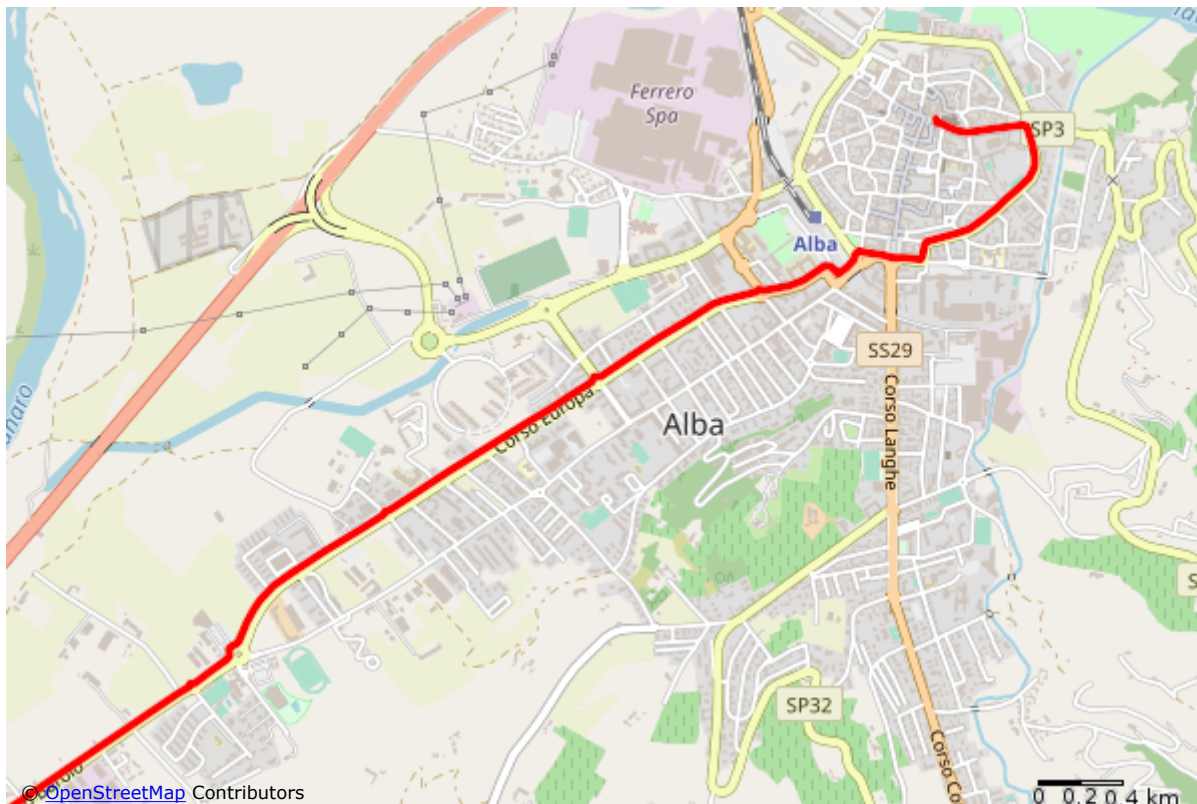 Ferrero
Spa
SP3
Alba
SS29
Corso Europa
Corso Langhe
Alba
SP32
© OpenStreetMap Contributors
0 0.2 0.4 km